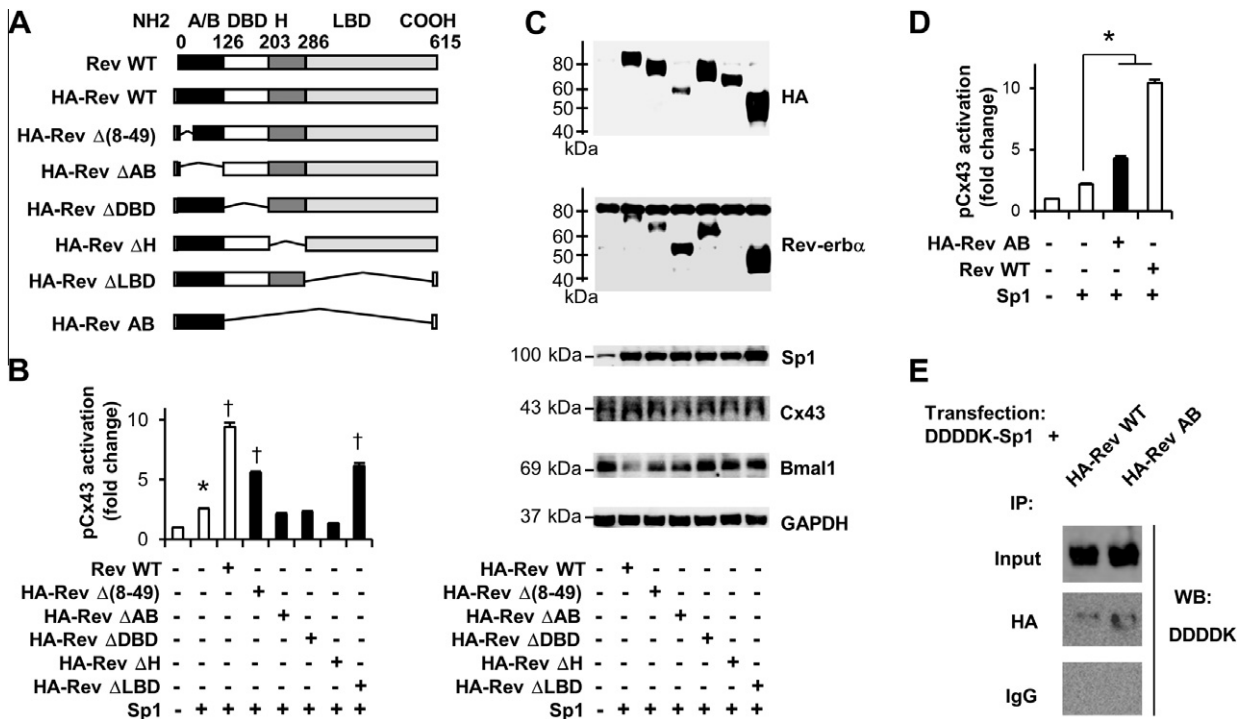 A
NH2 A/B DBD H LBD COOH
0 126 203 286 615
Rev WT
HA-Rev WT
HA-Rev Δ(8-49)
HA-Rev ΔAB
HA-Rev ΔDBD
HA-Rev ΔH
HA-Rev ΔLBD
HA-Rev AB
B
pCx43 activation
(fold change)
10
5
0
* † † †
Rev WT - - + - - - - -
HA-Rev Δ(8-49) - - - + - - - -
HA-Rev ΔAB - - - - + - - -
HA-Rev ΔDBD - - - - - + - -
HA-Rev ΔH - - - - - - + -
HA-Rev ΔLBD - - - - - - - +
Sp1 - + + + + + + +
C
80
60
50
40
kDa
HA
80
60
50
40
kDa
Rev-erbα
100 kDa Sp1
43 kDa Cx43
69 kDa Bmal1
37 kDa GAPDH
HA-Rev WT - + - - - - -
HA-Rev Δ(8-49) - - + - - - -
HA-Rev ΔAB - - - + - - -
HA-Rev ΔDBD - - - - + - -
HA-Rev ΔH - - - - - + -
HA-Rev ΔLBD - - - - - - +
Sp1 - + + + + + +
D
*
pCx43 activation
(fold change)
10
5
0
HA-Rev AB - - + -
Rev WT - - - +
Sp1 - + + +
E
Transfection:
DDDDK-Sp1 +
HA-Rev WT
HA-Rev AB
IP:
Input
HA
IgG
WB:
DDDDK